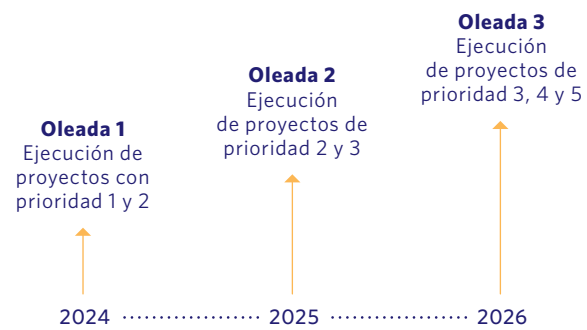 Oleada 1
Ejecución de
proyectos con
prioridad 1 y 2
Oleada 2
Ejecución
de proyectos de
prioridad 2 y 3
Oleada 3
Ejecución
de proyectos de
prioridad 3, 4 y 5
2024 2025 2026